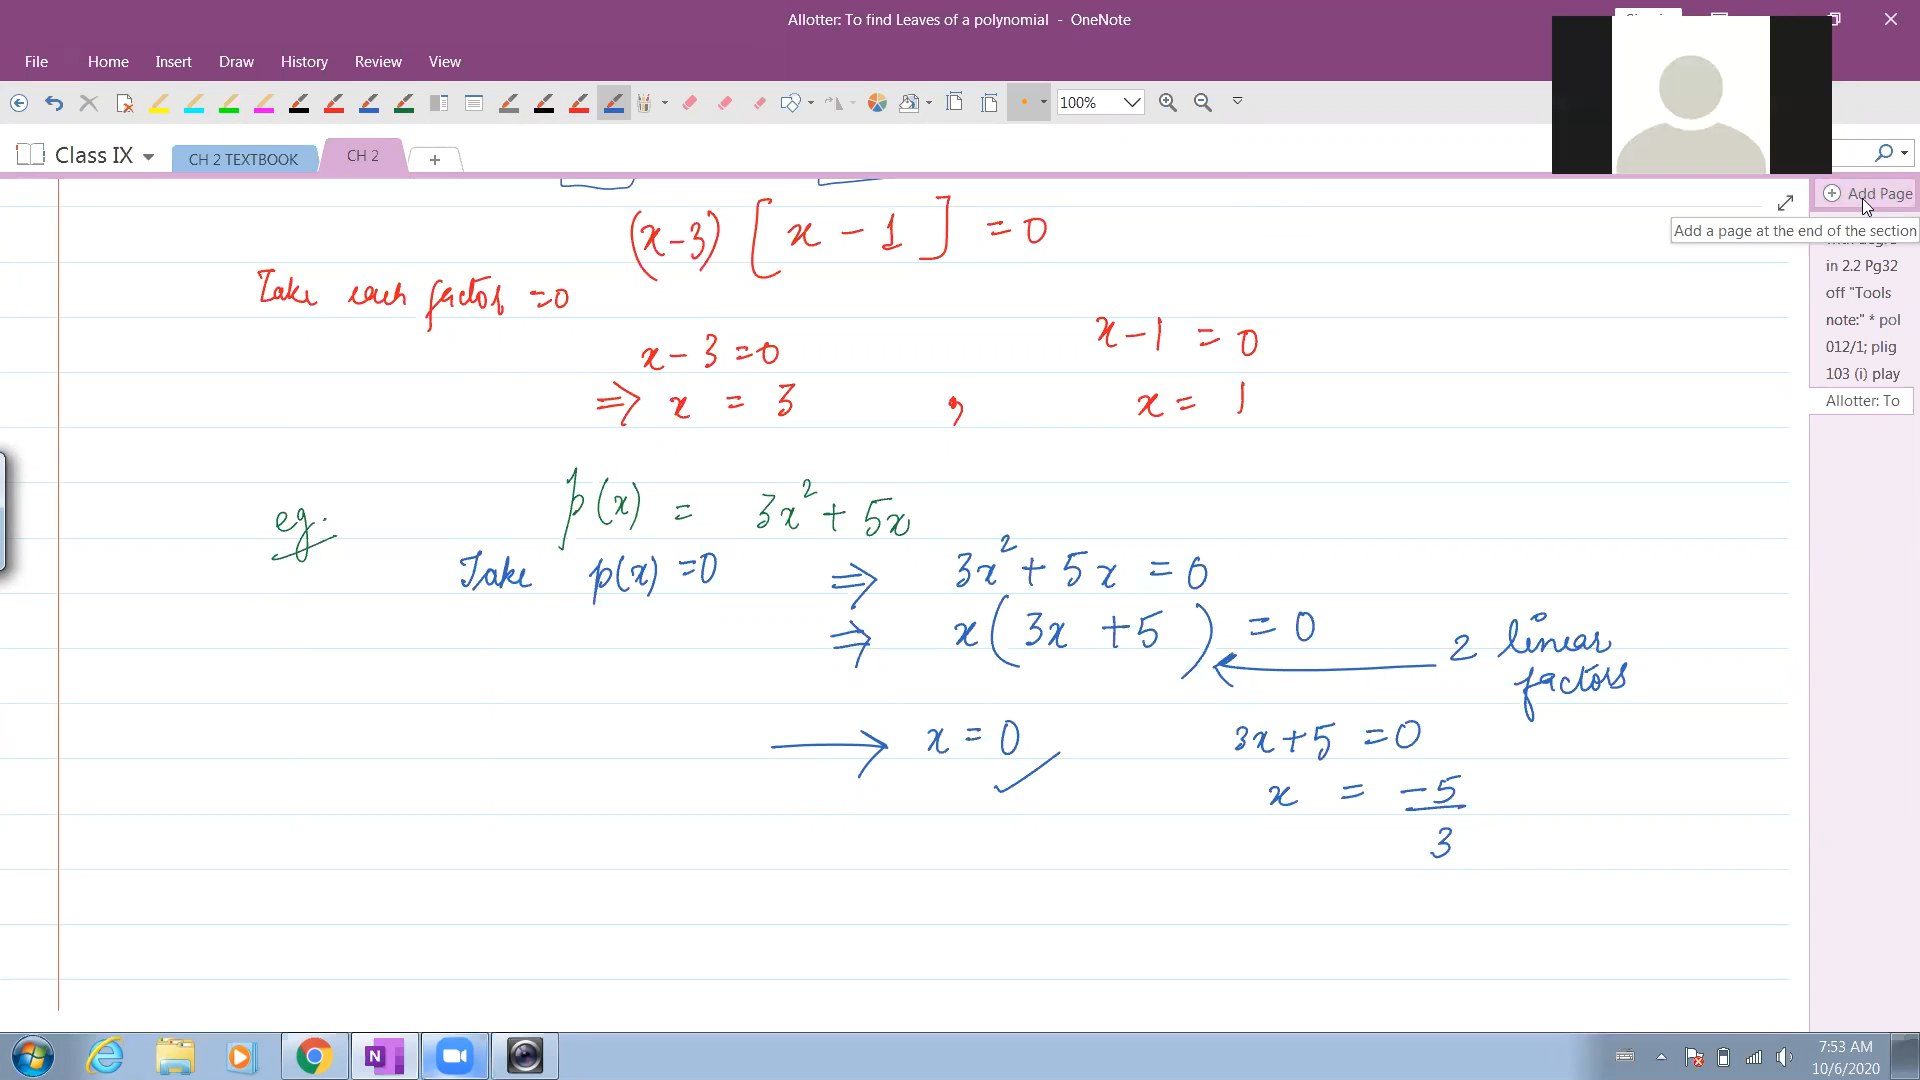 Allotter: To find Leaves of a polynomial - OneNote
File Home Insert Draw History Review View
100%
Class IX CH 2 TEXTBOOK CH 2 +
Add Page
Add a page at the end of the section
in 2.2 Pg32
off "Tools
note:" * pol
012/1; plig
103 (i) play
Allotter: To
(x-3) [x - 1] = 0
Take each factor = 0
x - 3 = 0 x - 1 = 0
⇒ x = 3 , x = 1
eg. p(x) = 3x² + 5x
Take p(x) = 0 ⇒ 3x² + 5x = 0
⇒ x(3x + 5) = 0
2 linear
factors
x = 0 3x + 5 = 0
x = -5/3
7:53 AM
10/6/2020